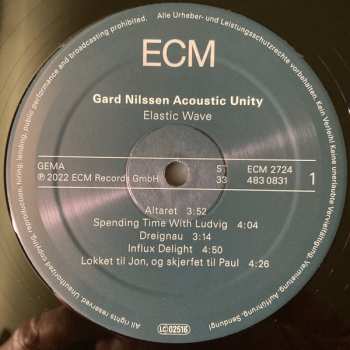 ECM
Gard Nilssen Acoustic Unity
Elastic Wave
GEMA ST ECM 2724
℗ 2022 ECM Records GmbH 33 483 0831 1
Altaret 3:52
Spending Time With Ludvig 4:04
Dreignau 3:14
Influx Delight 4:50
Lokket til Jon, og skjerfet til Paul 4:26
LC 02516
All rights reserved. Unauthorized copying, reproduction, hiring, lending, public performance and broadcasting prohibited.
Alle Urheber- und Leistungsschutzrechte vorbehalten. Kein Verleih! Keine unerlaubte Vervielfältigung, Vermietung, Aufführung, Sendung!